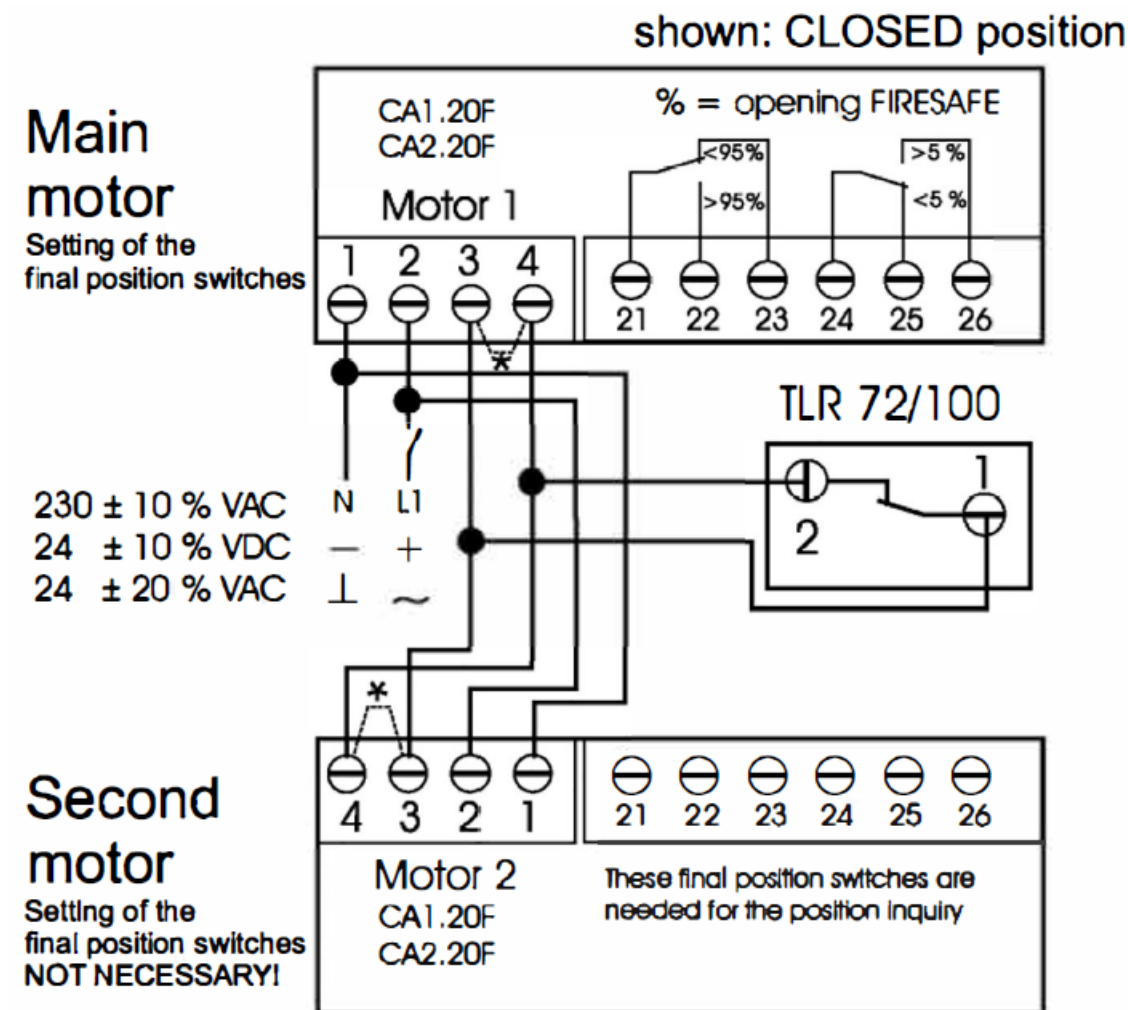 shown: CLOSED position
Main
motor
Setting of the
final position switches
CA1.20F
CA2.20F
Motor 1
% = opening FIRESAFE
<95%
>95%
>5 %
<5 %
1 2 3 4
21 22 23 24 25 26
*
TLR 72/100
1
2
230 ± 10 % VAC N L1
24 ± 10 % VDC – +
24 ± 20 % VAC ⊥ ~
*
4 3 2 1
21 22 23 24 25 26
Second
motor
Setting of the
final position switches
NOT NECESSARY!
Motor 2
CA1.20F
CA2.20F
These final position switches are
needed for the position inquiry